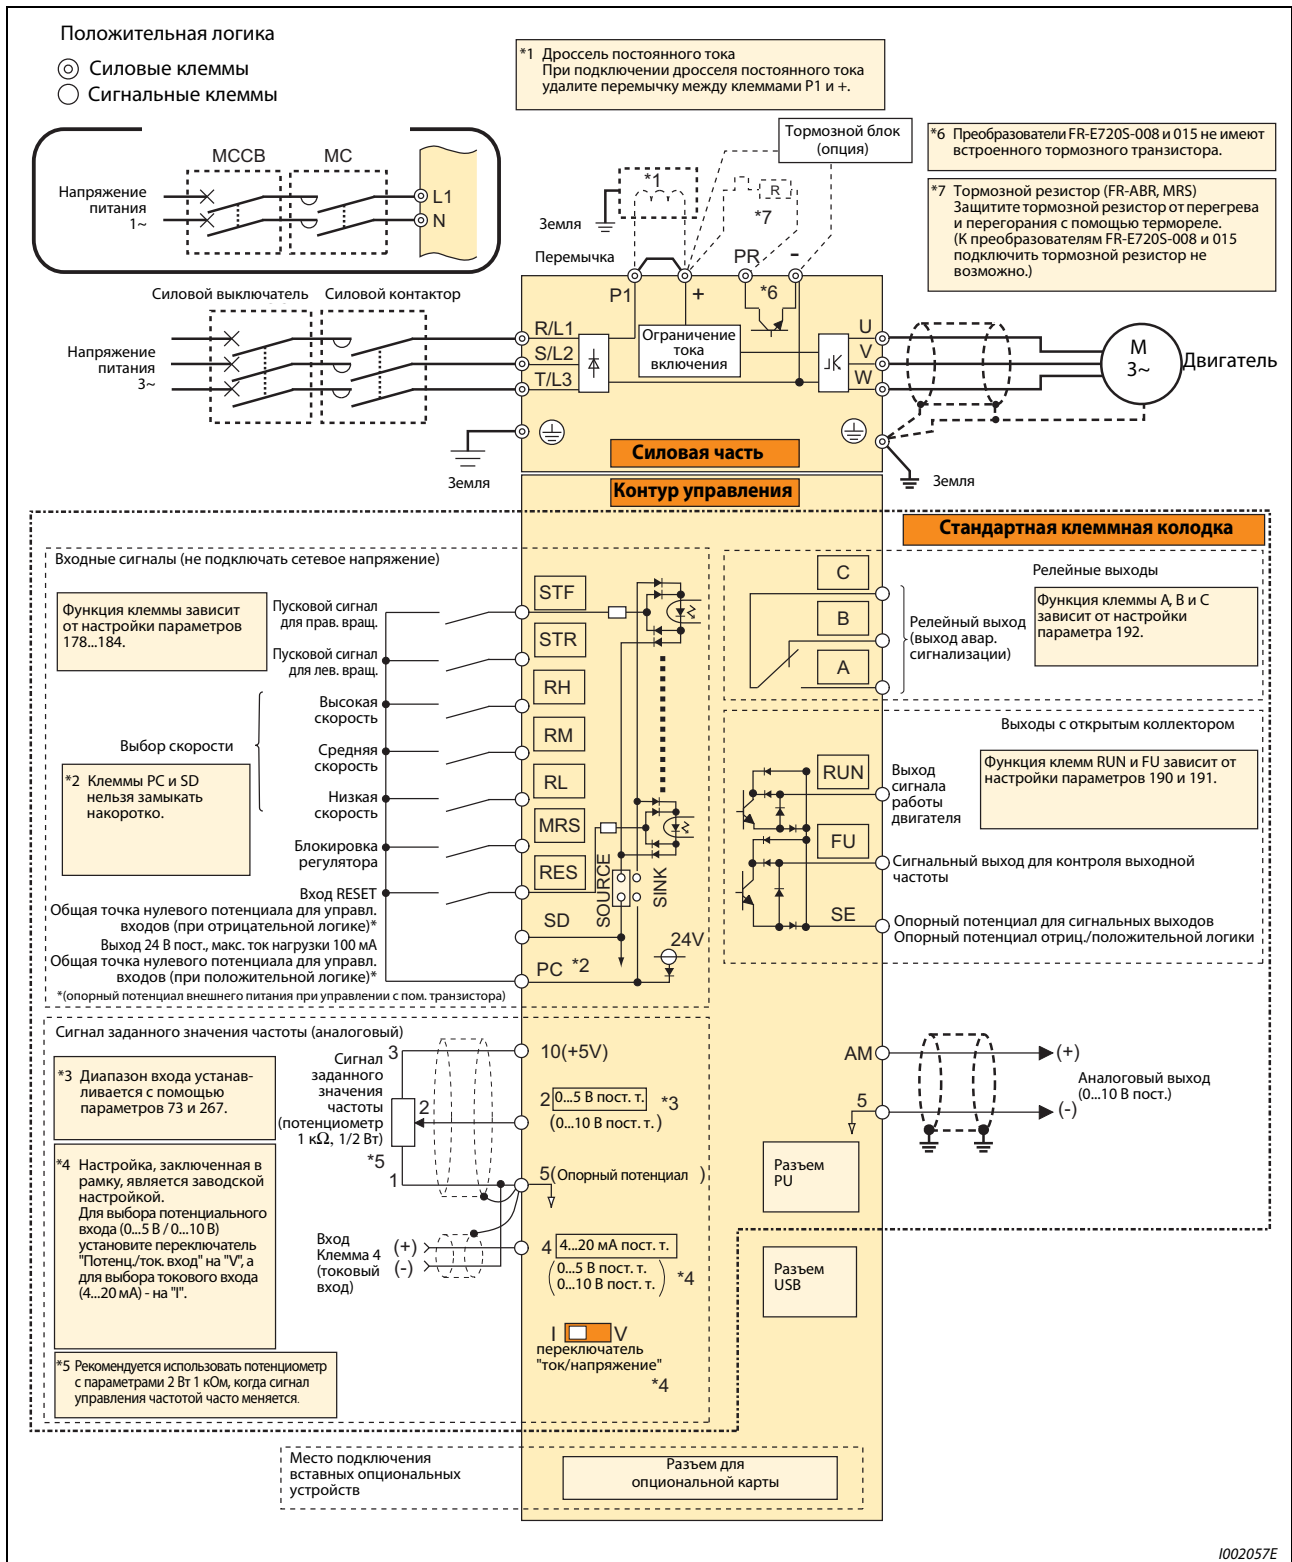 Положительная логика
Силовые клеммы
Сигнальные клеммы
*1 Дроссель постоянного тока
При подключении дросселя постоянного тока
удалите перемычку между клеммами P1 и +.
MCCB
MC
Напряжение
питания
1~
L1
N
Тормозной блок
(опция)
*1
R
*7
Земля
Перемычка
PR
-
*6 Преобразователи FR-E720S-008 и 015 не имеют
встроенного тормозного транзистора.
*7 Тормозной резистор (FR-ABR, MRS)
Защитите тормозной резистор от перегрева
и перегорания с помощью термореле.
(К преобразователям FR-E720S-008 и 015
подключить тормозной резистор не
возможно.)
Силовой выключатель
Силовой контактор
Напряжение
питания
3~
P1
+
*6
R/L1
S/L2
T/L3
Ограничение
тока
включения
U
V
W
M
3~
Двигатель
Земля
Силовая часть
Земля
Контур управления
Стандартная клеммная колодка
Входные сигналы (не подключать сетевое напряжение)
Функция клеммы зависит
от настройки параметров
178...184.
Пусковой сигнал
для прав. вращ.
STF
Пусковой сигнал
для лев. вращ.
STR
Высокая
скорость
RH
Выбор скорости
Средняя
скорость
RM
*2 Клеммы PC и SD
нельзя замыкать
накоротко.
Низкая
скорость
RL
Блокировка
регулятора
MRS
Вход RESET
RES
SOURCE
SINK
Общая точка нулевого потенциала для управл.
входов (при отрицательной логике)*
SD
Выход 24 В пост., макс. ток нагрузки 100 мА
Общая точка нулевого потенциала для управл.
входов (при положительной логике)*
PC *2
24V
*(опорный потенциал внешнего питания при управлении с пом. транзистора)
C
B
A
Релейные выходы
Релейный выход
(выход авар.
сигнализации)
Функция клеммы A, B и C
зависит от настройки
параметра 192.
Выходы с открытым коллектором
RUN
Выход
сигнала
работы
двигателя
Функция клемм RUN и FU зависит от
настройки параметров 190 и 191.
FU
Сигнальный выход для контроля выходной
частоты
SE
Опорный потенциал для сигнальных выходов
Опорный потенциал отриц./положительной логики
Сигнал заданного значения частоты (аналоговый)
*3 Диапазон входа устанав-
ливается с помощью
параметров 73 и 267.
*4 Настройка, заключенная в
рамку, является заводской
настройкой.
Для выбора потенциального
входа (0...5 В / 0...10 В)
установите переключатель
"Потенц./ток. вход" на "V", а
для выбора токового входа
(4...20 мА) - на "I".
*5 Рекомендуется использовать потенциометр
с параметрами 2 Вт 1 кОм, когда сигнал
управления частотой часто меняется.
Сигнал
заданного
значения
частоты
(потенциометр
1 кΩ, 1/2 Вт)
*5
3
2
1
10(+5V)
2 0...5 В пост. т. *3
(0...10 В пост. т.)
5(Опорный потенциал )
Вход
Клемма 4
(токовый
вход)
(+)
(-)
4 4...20 мА пост. т.
(0...5 В пост. т.
0...10 В пост. т.) *4
I V
переключатель
"ток/напряжение"
*4
AM
(+)
Аналоговый выход
(0...10 В пост.)
5
(-)
Разъем
PU
Разъем
USB
Место подключения
вставных опциональных
устройств
Разъем для
опциональной карты
I002057E